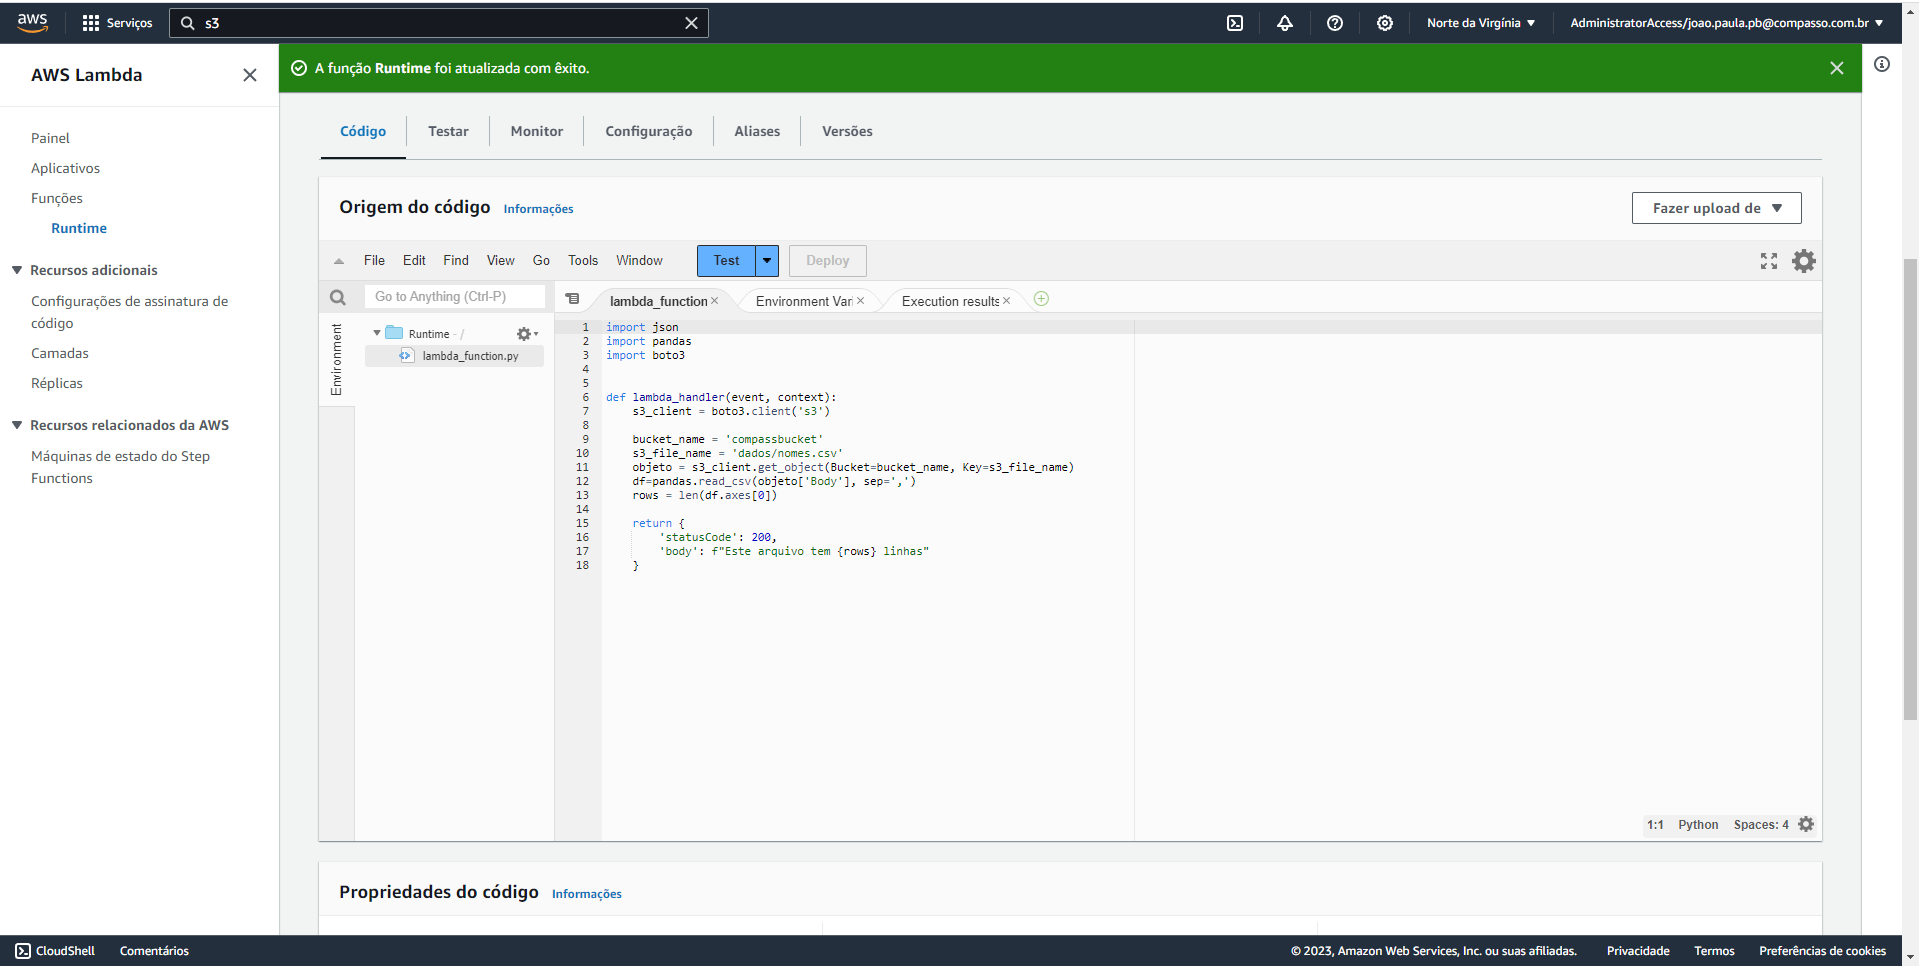 aws
Serviços
s3
Norte da Virgínia
AdministratorAccess/joao.paula.pb@compasso.com.br
AWS Lambda
Painel
Aplicativos
Funções
Runtime
Recursos adicionais
Configurações de assinatura de
código
Camadas
Réplicas
Recursos relacionados da AWS
Máquinas de estado do Step
Functions
A função Runtime foi atualizada com êxito.
Código
Testar
Monitor
Configuração
Aliases
Versões
Origem do código Informações
Fazer upload de
File Edit Find View Go Tools Window
Test
Deploy
Go to Anything (Ctrl-P)
lambda_function
Environment Vari
Execution results
Environment
Runtime - /
lambda_function.py
1 import json
2 import pandas
3 import boto3
4
5
6 def lambda_handler(event, context):
7 s3_client = boto3.client('s3')
8
9 bucket_name = 'compassbucket'
10 s3_file_name = 'dados/nomes.csv'
11 objeto = s3_client.get_object(Bucket=bucket_name, Key=s3_file_name)
12 df=pandas.read_csv(objeto['Body'], sep=',')
13 rows = len(df.axes[0])
14
15 return {
16 'statusCode': 200,
17 'body': f"Este arquivo tem {rows} linhas"
18 }
1:1 Python Spaces: 4
Propriedades do código Informações
CloudShell
Comentários
© 2023, Amazon Web Services, Inc. ou suas afiliadas.
Privacidade
Termos
Preferências de cookies